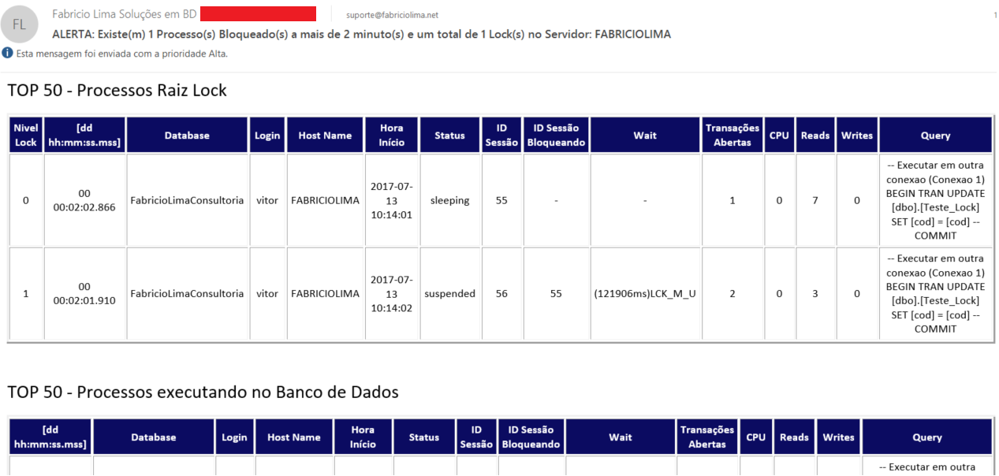 FL
Fabricio Lima Soluções em BD
suporte@fabriciolima.net
ALERTA: Existe(m) 1 Processo(s) Bloqueado(s) a mais de 2 minuto(s) e um total de 1 Lock(s) no Servidor: FABRICIOLIMA
Esta mensagem foi enviada com a prioridade Alta.
TOP 50 - Processos Raiz Lock
Nivel Lock [dd hh:mm:ss.mss] Database Login Host Name Hora Início Status ID Sessão ID Sessão Bloqueando Wait Transações Abertas CPU Reads Writes Query
0 00 00:02:02.866 FabricioLimaConsultoria vitor FABRICIOLIMA 2017-07-13 10:14:01 sleeping 55 - - 1 0 7 0 -- Executar em outra conexao (Conexao 1) BEGIN TRAN UPDATE [dbo].[Teste_Lock] SET [cod] = [cod] -- COMMIT
1 00 00:02:01.910 FabricioLimaConsultoria vitor FABRICIOLIMA 2017-07-13 10:14:02 suspended 56 55 (121906ms)LCK_M_U 2 0 3 0 -- Executar em outra conexao (Conexao 1) BEGIN TRAN UPDATE [dbo].[Teste_Lock] SET [cod] = [cod] -- COMMIT
TOP 50 - Processos executando no Banco de Dados
[dd hh:mm:ss.mss] Database Login Host Name Hora Início Status ID Sessão ID Sessão Bloqueando Wait Transações Abertas CPU Reads Writes Query
-- Executar em outra